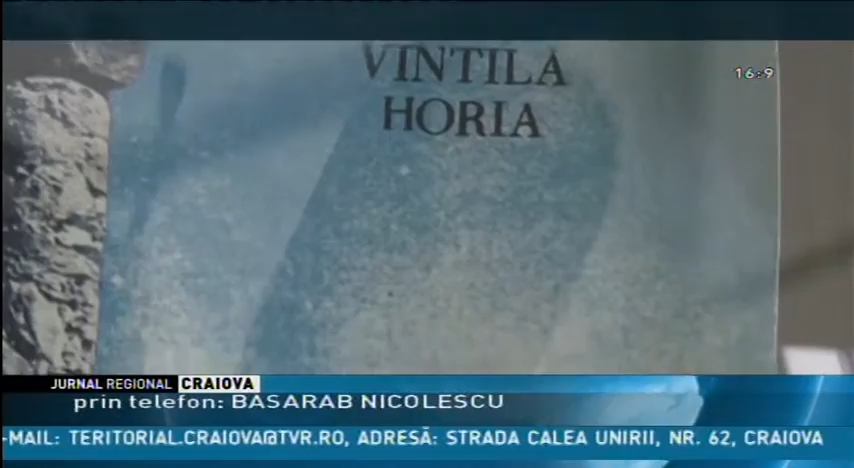 VINTILA
HORIA
16:9
JURNAL REGIONAL CRAIOVA
prin telefon: BASARAB NICOLESCU
-MAIL: TERITORIAL.CRAIOVA@TVR.RO, ADRESĂ: STRADA CALEA UNIRII, NR. 62, CRAIOVA